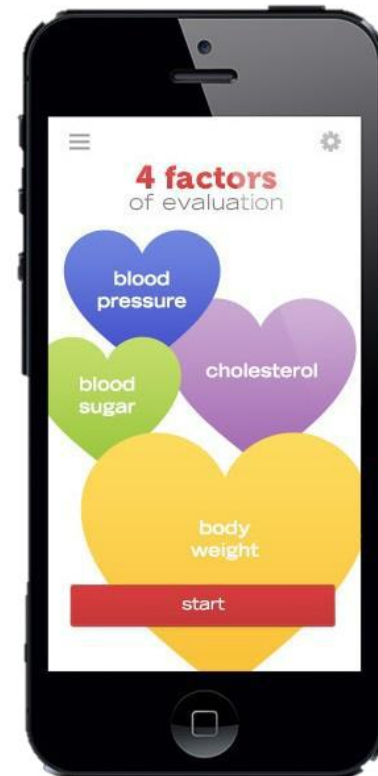 4 factors
of evaluation
blood
pressure
cholesterol
blood
sugar
body
weight
start